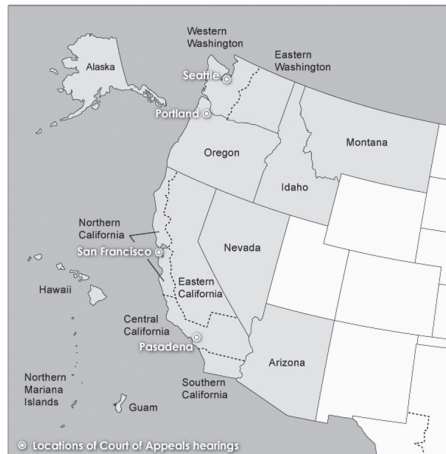 Western
Washington
Eastern
Washington
Alaska
Seattle
Portland
Montana
Oregon
Idaho
Northern
California
San Francisco
Nevada
Eastern
California
Hawaii
Central
California
Pasadena
Arizona
Northern
Mariana
Islands
Guam
Southern
California
Locations of Court of Appeals hearings